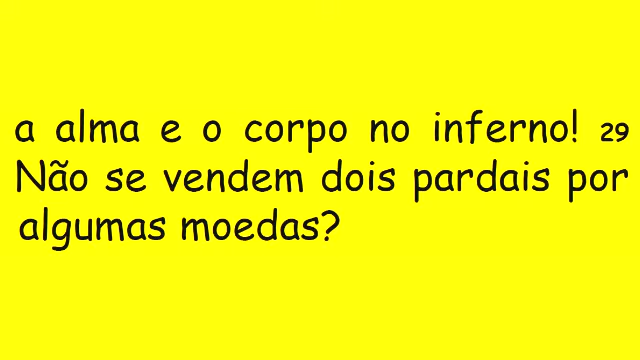 a alma e o corpo no inferno! 29
Não se vendem dois pardais por
algumas moedas?